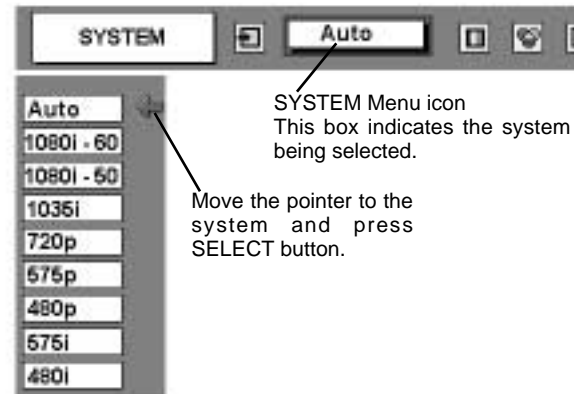 SYSTEM
Auto
SYSTEM Menu icon
This box indicates the system
being selected.
Auto
1080i - 60
1080i - 50
1035i
720p
575p
480p
575i
480i
Move the pointer to the
system and press
SELECT button.